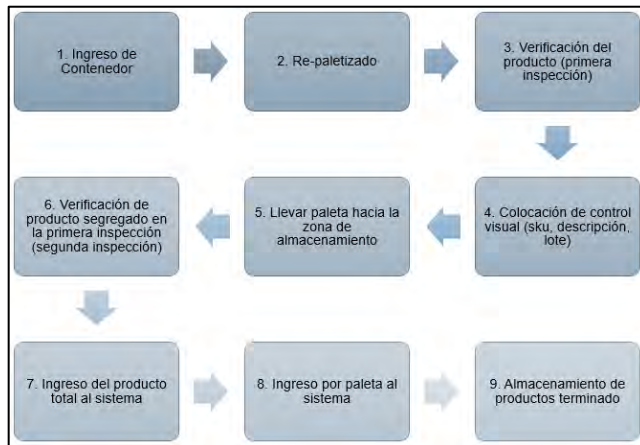 1. Ingreso de
Contenedor
2. Re-paletizado
3. Verificación del
producto (primera
inspección)
4. Colocación de control
visual (sku, descripción,
lote)
5. Llevar paleta hacia la
zona de
almacenamiento
6. Verificación de
producto segregado en
la primera inspección
(segunda inspección)
7. Ingreso del producto
total al sistema
8. Ingreso por paleta al
sistema
9. Almacenamiento de
productos terminado